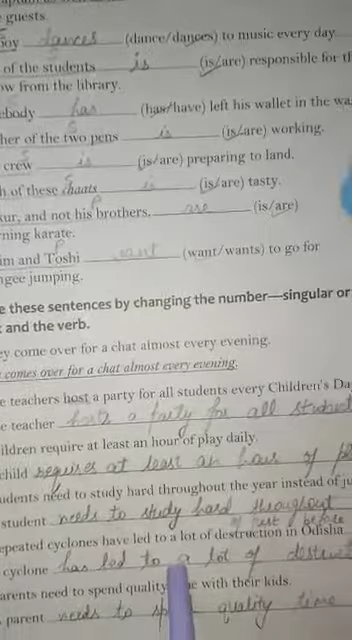 guests
boy dances (dance/dances) to music every day
of the students is (is/are) responsible for
from the library.
ebody has (has/have) left his wallet in the
her of the two pens is (is/are) working.
crew is (is/are) preparing to land.
h of these chaats is (is/are) tasty.
ur, and not his brothers, are (is/are)
ning karate.
im and Toshi want (want/wants) to go for
ngee jumping.
e these sentences by changing the number—singular or
and the verb.
ey come over for a chat almost every evening.
comes over for a chat almost every evening.
e teachers host a party for all students every Children's Da
e teacher hosts a party for all student
ildren require at least an hour of play daily.
child requires at least an hour of
udents need to study hard throughout the year instead of ju
student needs to study hard throughout
of just before
epeated cyclones have led to a lot of destruction in Odisha
cyclone has led to a lot of destruct
arents need to spend quality with their kids.
parent needs to quality time